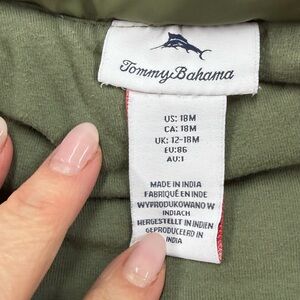 Tommy Bahama
US: 18M
CA: 18M
UK: 12-18M
EU:86
AU:1
MADE IN INDIA
FABRIQUÉ EN INDE
WYPRODUKOWANO W
INDIACH
HERGESTELLT IN INDIEN
GEPRODUCEERD IN
INDIA